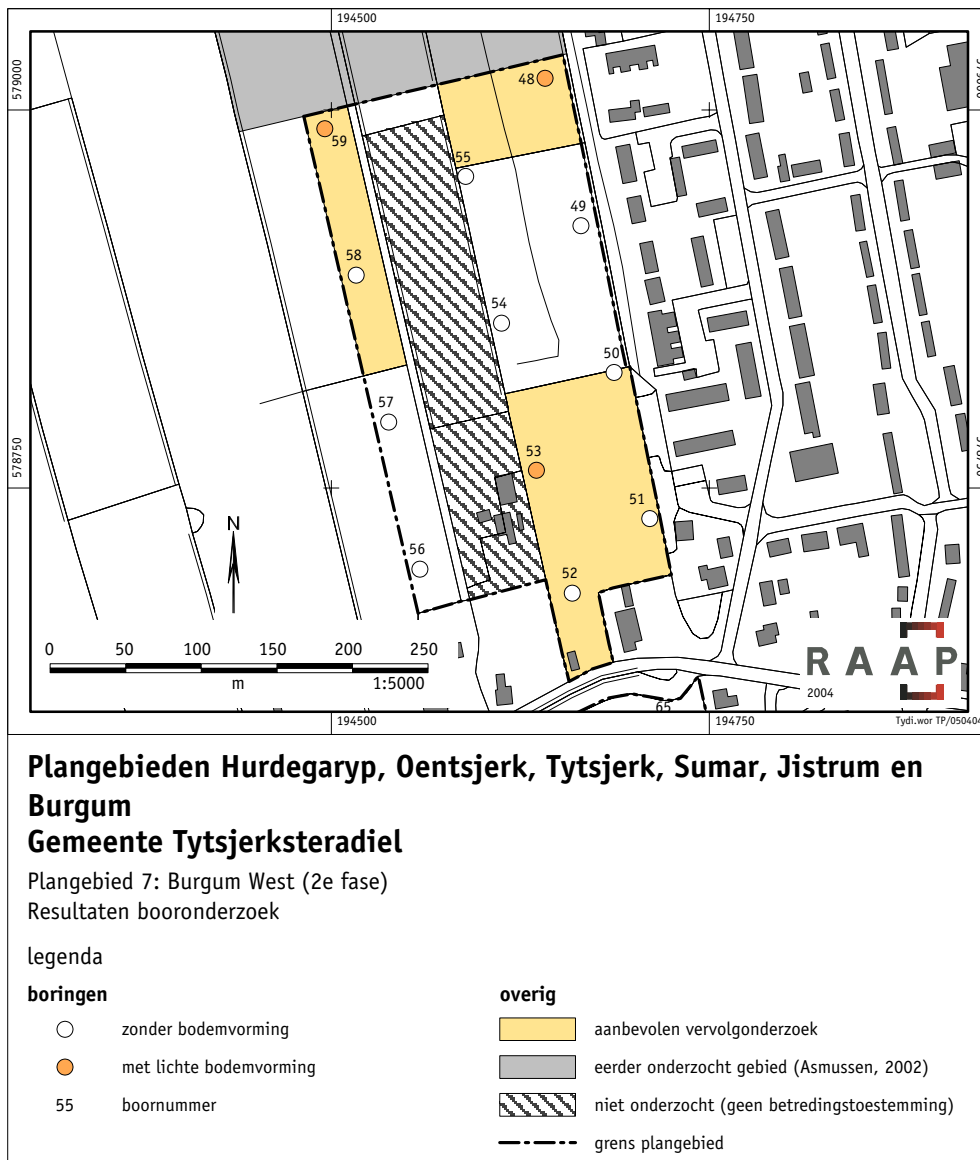 194500
194750
579000
579000
48
59
55
49
58
54
50
57
53
578750
578750
51
N
56
52
0 50 100 150 200 250
m 1:5000
RAAP
2004
65
194500
194750
Tydi.wor TP/050404
Plangebieden Hurdegaryp, Oentsjerk, Tytsjerk, Sumar, Jistrum en
Burgum
Gemeente Tytsjerksteradiel
Plangebied 7: Burgum West (2e fase)
Resultaten booronderzoek
legenda
boringen
zonder bodemvorming
met lichte bodemvorming
55 boornummer
overig
aanbevolen vervolgonderzoek
eerder onderzocht gebied (Asmussen, 2002)
niet onderzocht (geen betredingstoestemming)
grens plangebied